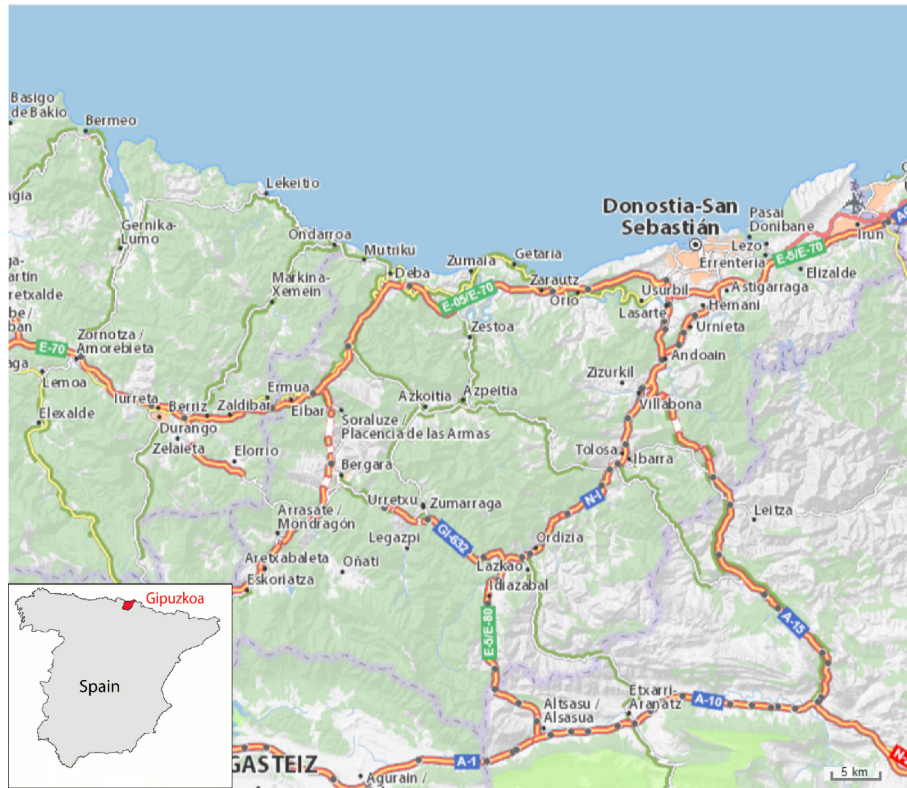 Basigo
de Bakio
Bermeo
Lekeitio
Gernika-
Lumo
Ondarroa
Mutriku
Deba
Zumaia
Getaria
Zarautz
Orio
Donostia-San
Sebastián
Pasai
Donibane
Lezo
Errenteria
Irun
E-5/E-70
Elizalde
Usurbil
Astigarraga
Lasarte
Hernani
Urnieta
Markina-
Xemein
E-05/E-70
Zestoa
Zornotza /
Amorebieta
E-70
Lemoa
Andoain
Zizurkil
Villabona
Iurreta
Berriz
Zaldibar
Ermua
Eibar
Azkoitia
Azpeitia
Elexalde
Durango
Zelaieta
Elorrio
Soraluze /
Placencia de las Armas
Tolosa
Ibarra
Bergara
Urretxu
Zumarraga
N-I
Leitza
Arrasate /
Mondragón
Legazpi
GI-632
Ordizia
Aretxabaleta
Oñati
Lazkao
Idiazabal
Eskoriatza
Gipuzkoa
Spain
E-5/E-80
A-15
Altsasu /
Alsasua
Etxarri-
Aranatz
A-10
GASTEIZ
A-1
Agurain /
5 km